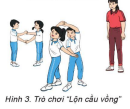 Hình 3. Trò chơi “Lộn cầu vồng”